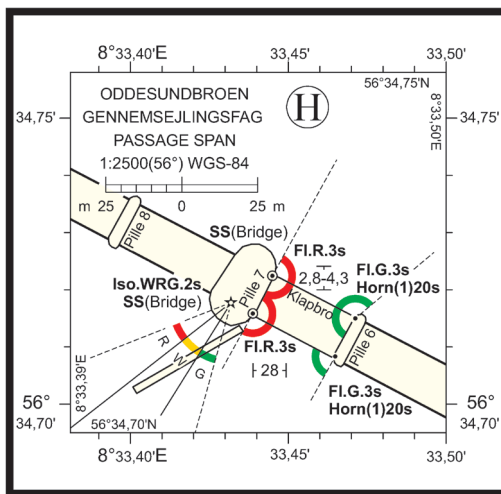 8°33,40'E
33,45'
33,50'
56°34,75'N
8°33,50'E
34,75'
34,75'
ODDESUNDBROEN
GENNEMSEJLINGSFAG
PASSAGE SPAN
1:2500(56°) WGS-84
m 25 0 25 m
H
Pille 8
SS(Bridge)
Fl.R.3s
2,8-4,3
Fl.G.3s
Horn(1)20s
Iso.WRG.2s
SS(Bridge)
Pille 7
Klapbro
Pille 6
R W G
Fl.R.3s
28
Fl.G.3s
Horn(1)20s
8°33,39'E
56°34,70'N
56°
34,70'
56°
34,70'
8°33,40'E
33,45'
33,50'